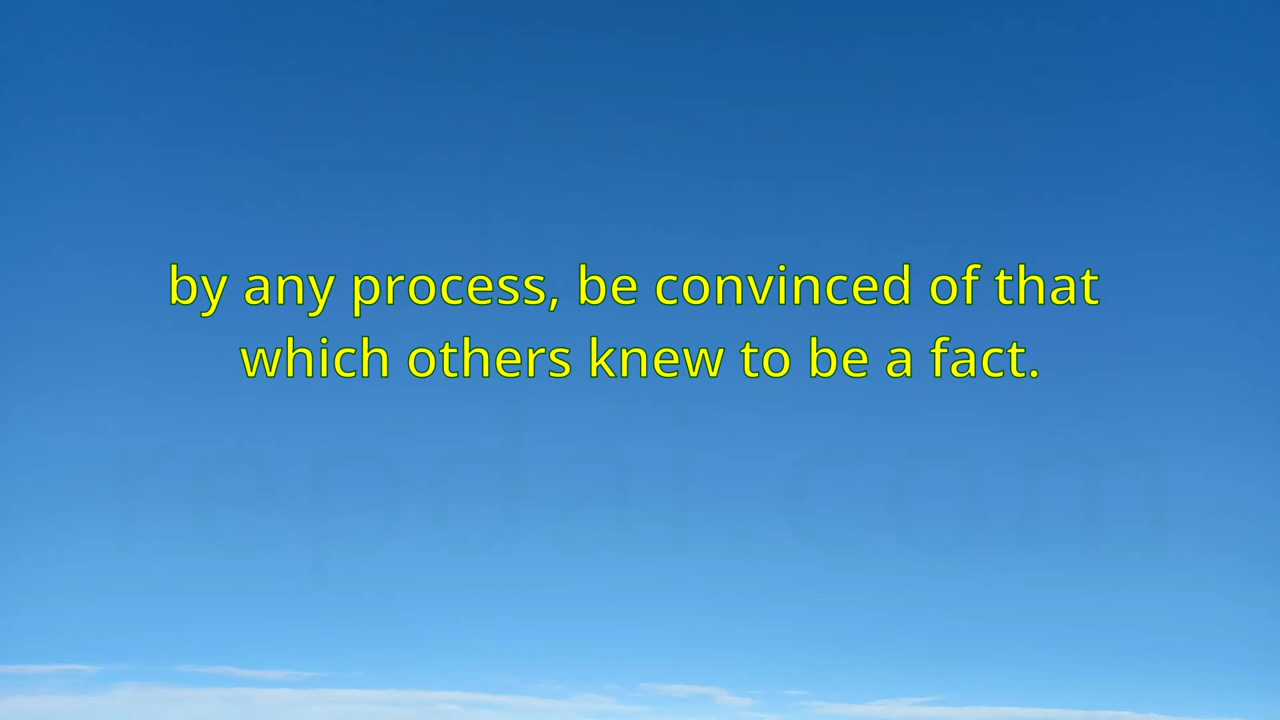 by any process, be convinced of that
which others knew to be a fact.